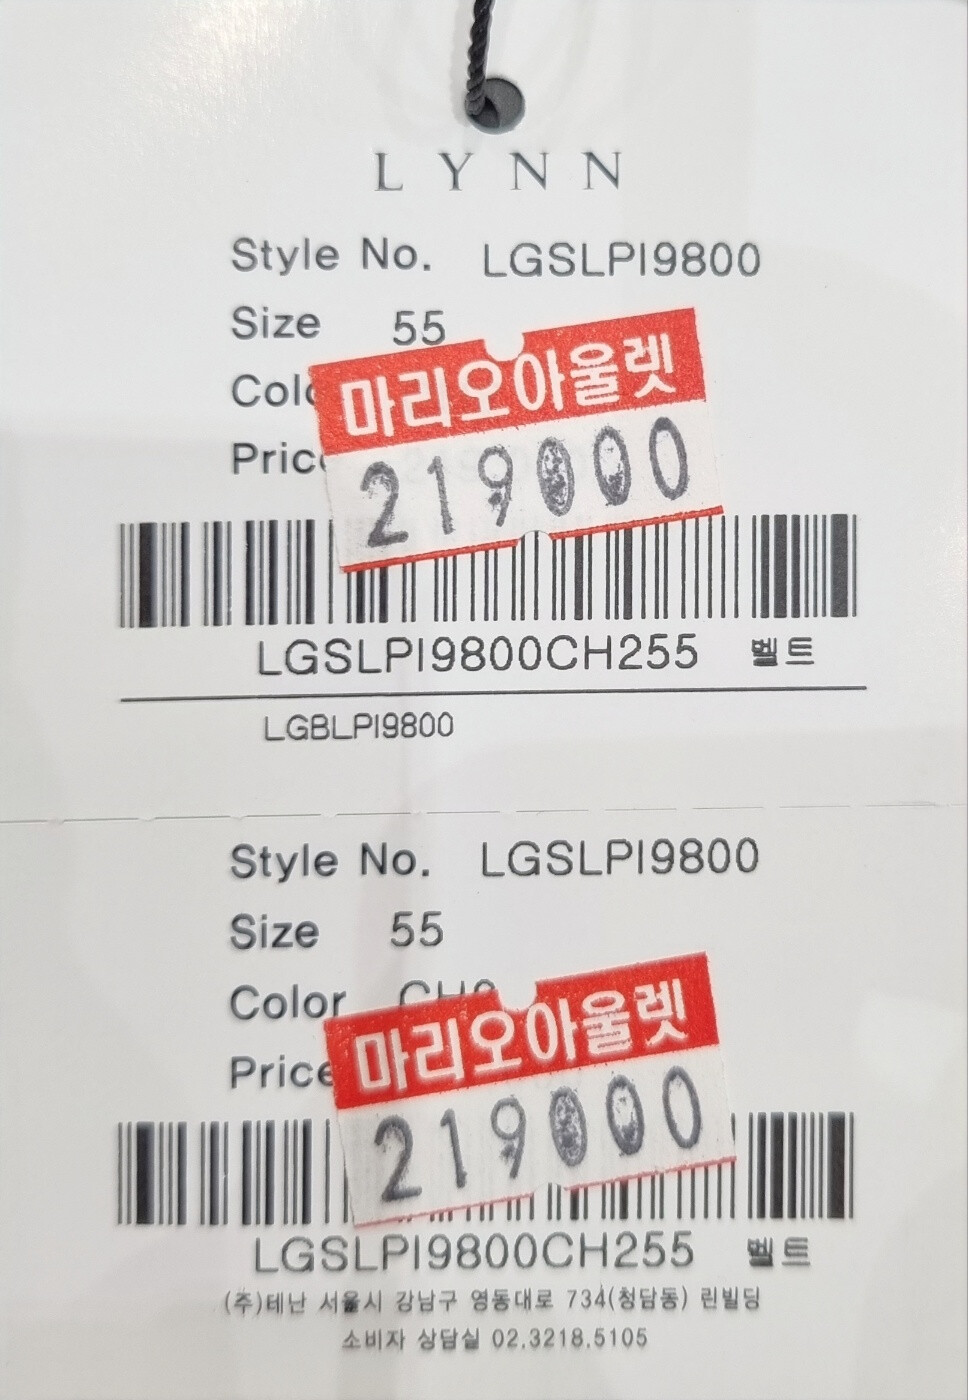 LYNN
Style No. LGSLPI9800
Size 55
마리오아울렛
219000
LGSLPI9800CH255 벨트
LGBLPI9800
Style No. LGSLPI9800
Size 55
Color CH2
마리오아울렛
Price
219000
LGSLPI9800CH255 벨트
(주)테난 서울시 강남구 영동대로 734(청담동) 린빌딩
소비자 상담실 02.3218.5105